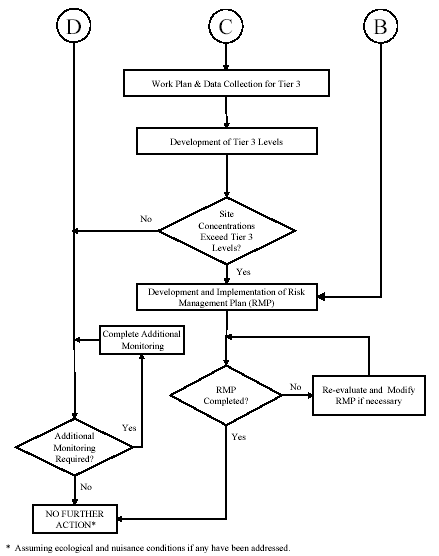 D
C
B
Work Plan & Data Collection for Tier 3
Development of Tier 3 Levels
Site
Concentrations
Exceed Tier 3
Levels?
No
Yes
Development and Implementation of Risk
Management Plan (RMP)
Complete Additional
Monitoring
RMP
Completed?
No
Re-evaluate and Modify
RMP if necessary
Yes
Additional
Monitoring
Required?
Yes
No
NO FURTHER
ACTION*
* Assuming ecological and nuisance conditions if any have been addressed.